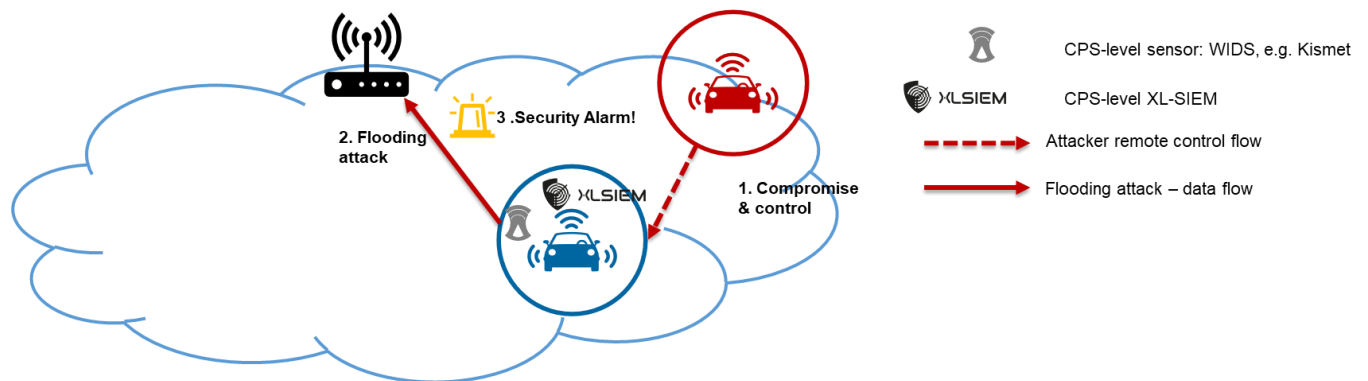 3 .Security Alarm!
2. Flooding
attack
XLSIEM
1. Compromise
& control
CPS-level sensor: WIDS, e.g. Kismet
XLSIEM
CPS-level XL-SIEM
Attacker remote control flow
Flooding attack – data flow